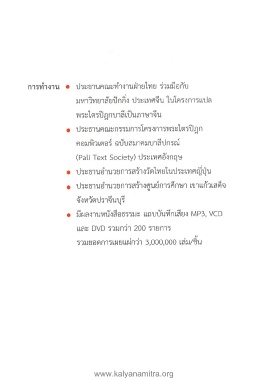 การทำงาน ● ประธานคณะทำงานฝ่ายไทย ร่วมมือกับ
มหาวิทยาลัยปักกิ่ง ประเทศจีน ในโครงการแปล
พระไตรปิฎกบาลีเป็นภาษาจีน
● ประธานคณะกรรมการโครงการพระไตรปิฎก
คอมพิวเตอร์ ฉบับสมาคมบาลีปกรณ์
(Pali Text Society) ประเทศอังกฤษ
● ประธานอำนวยการสร้างวัดไทยในประเทศญี่ปุ่น
● ประธานอำนวยการสร้างศูนย์การศึกษา เขาแก้วเสด็จ
จังหวัดปราจีนบุรี
● มีผลงานหนังสือธรรมะ แถบบันทึกเสียง MP3, VCD
และ DVD รวมกว่า 200 รายการ
รวมยอดการเผยแผ่กว่า 3,000,000 เล่ม/ชิ้น
www.kalyanamitra.org